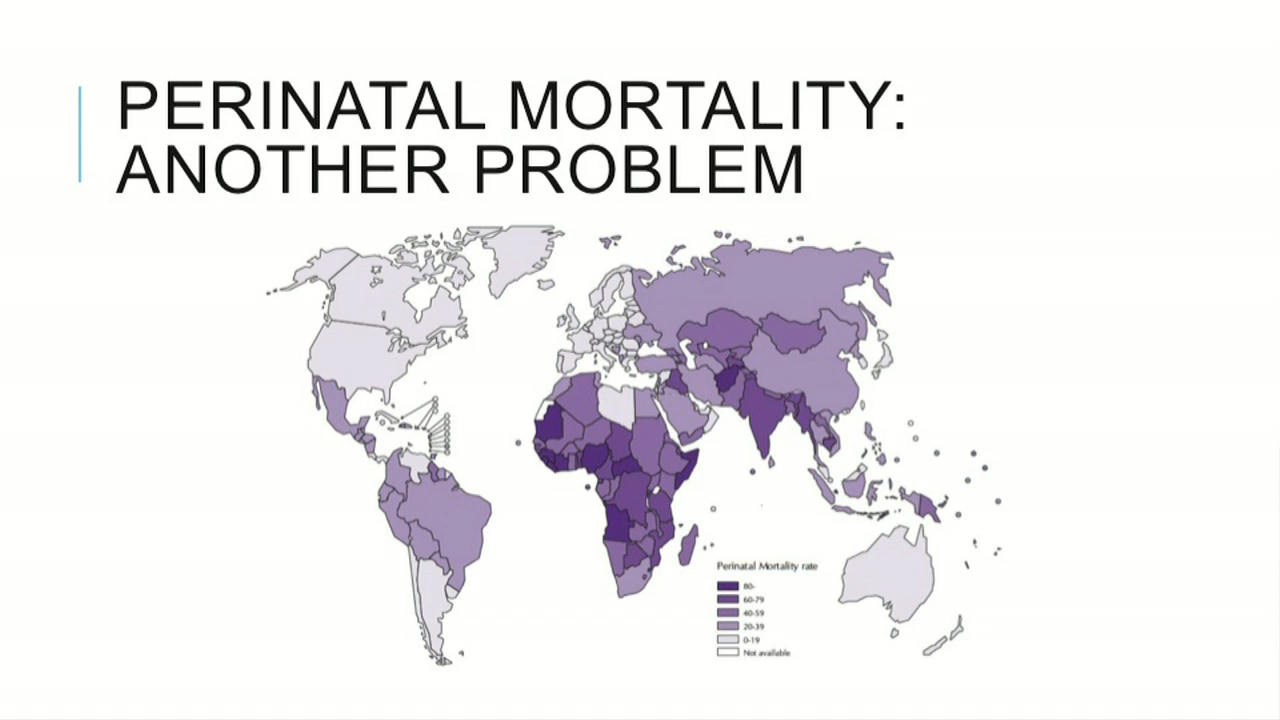 PERINATAL MORTALITY:
ANOTHER PROBLEM
Perinatal Mortality rate
80-
60-79
40-59
20-39
0-19
Not available